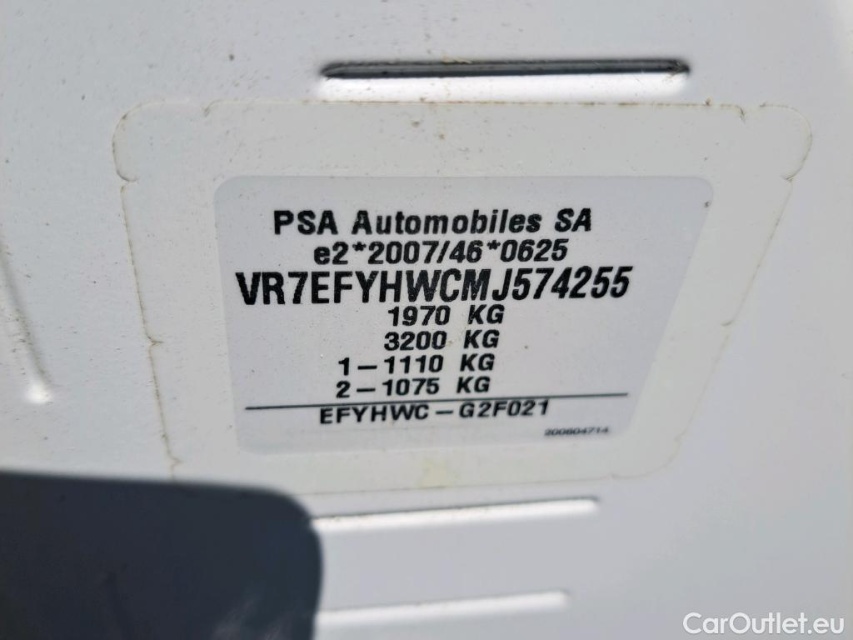 PSA Automobiles SA
e2*2007/46*0625
VR7EFYHWCMJ574255
1970 KG
3200 KG
1-1110 KG
2-1075 KG
EFYHWC-G2F021
200604714
CarOutlet.eu